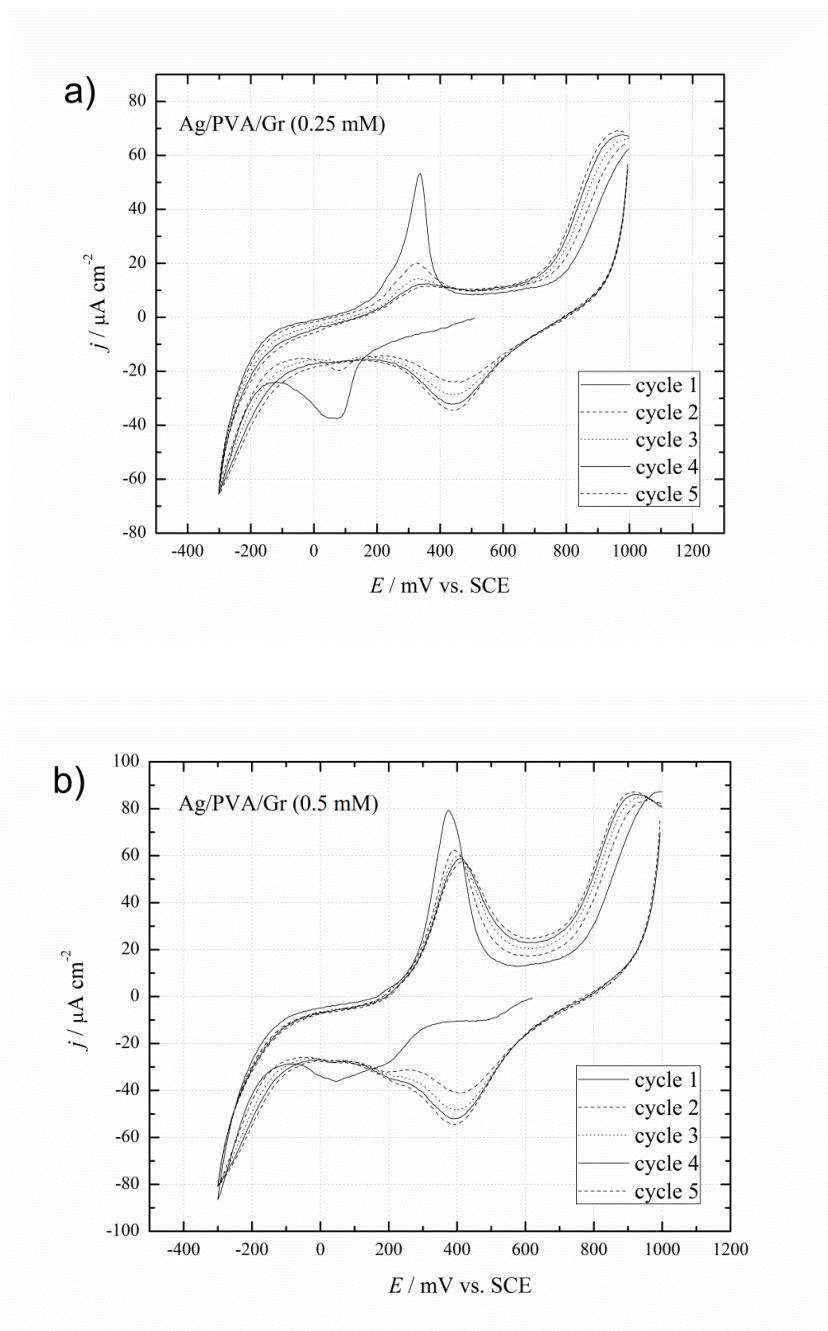 a)
Ag/PVA/Gr (0.25 mM)
80
60
40
20
0
-20
-40
-60
-80
j / μA cm-2
cycle 1
cycle 2
cycle 3
cycle 4
cycle 5
-400 -200 0 200 400 600 800 1000 1200
E / mV vs. SCE
b)
Ag/PVA/Gr (0.5 mM)
100
80
60
40
20
0
-20
-40
-60
-80
-100
j / μA cm-2
cycle 1
cycle 2
cycle 3
cycle 4
cycle 5
-400 -200 0 200 400 600 800 1000 1200
E / mV vs. SCE